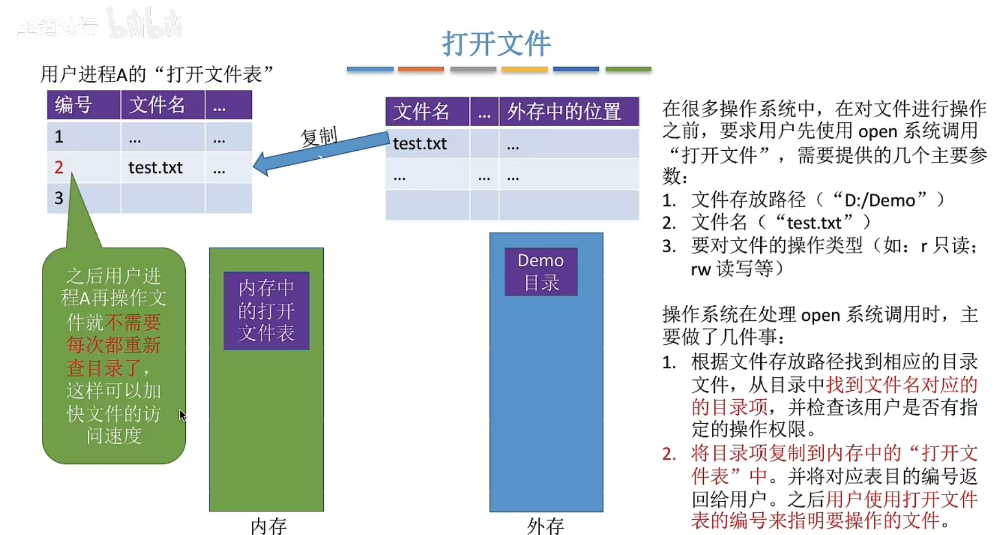 王道论坛 bilibili
打开文件
用户进程A的“打开文件表”
编号 文件名 ...
1 ... ...
2 test.txt ...
3
复制
文件名 ... 外存中的位置
test.txt ...
... ... ...
之后用户进
程A再操作文
件就不需要
每次都重新
查目录了，
这样可以加
快文件的访
问速度
内存中
的打开
文件表
内存
Demo
目录
外存
在很多操作系统中，在对文件进行操作
之前，要求用户先使用 open 系统调用
“打开文件”，需要提供的几个主要参
数：
1. 文件存放路径（“D:/Demo”）
2. 文件名（“test.txt”）
3. 要对文件的操作类型（如：r 只读；
rw 读写等）
操作系统在处理 open 系统调用时，主
要做了几件事：
1. 根据文件存放路径找到相应的目录
文件，从目录中找到文件名对应的
的目录项，并检查该用户是否有指
定的操作权限。
2. 将目录项复制到内存中的“打开文
件表”中。并将对应表目的编号返
回给用户。之后用户使用打开文件
表的编号来指明要操作的文件。